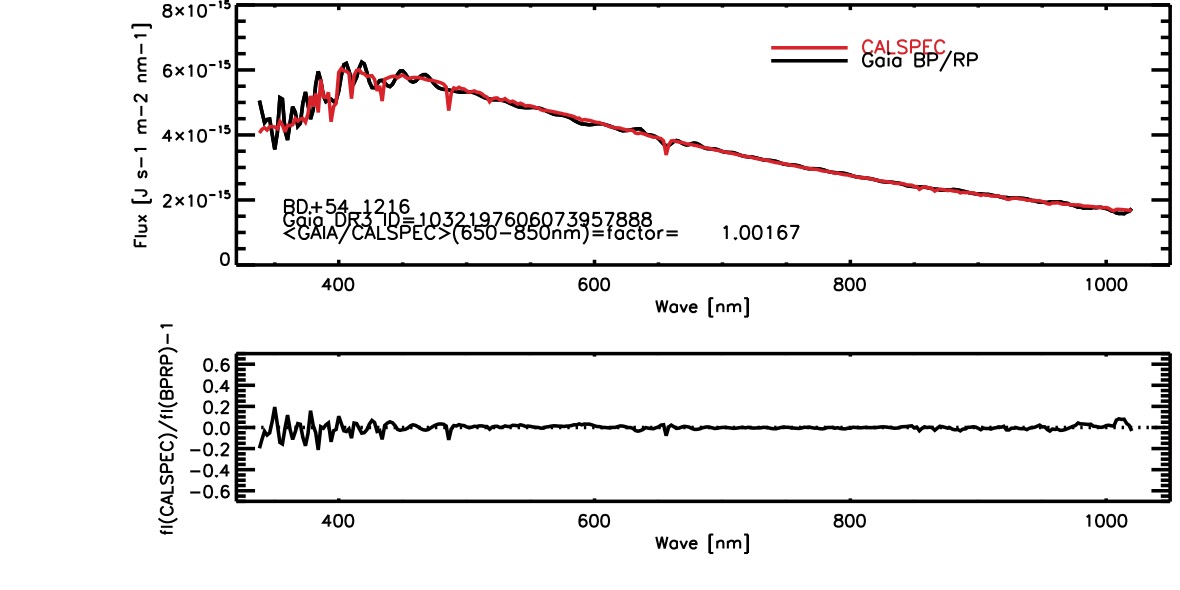 8×10−15
6×10−15
4×10−15
2×10−15
0
Flux [J s−1 m−2 nm−1]
CALSPEC
Gaia BP/RP
BD+54_1216
Gaia DR3 ID=1032197606073957888
<GAIA/CALSPEC>(650−850nm)=factor= 1.00167
400 600 800 1000
Wave [nm]
fl(CALSPEC)/fl(BPRP)−1
0.6
0.4
0.2
0.0
−0.2
−0.4
−0.6
400 600 800 1000
Wave [nm]